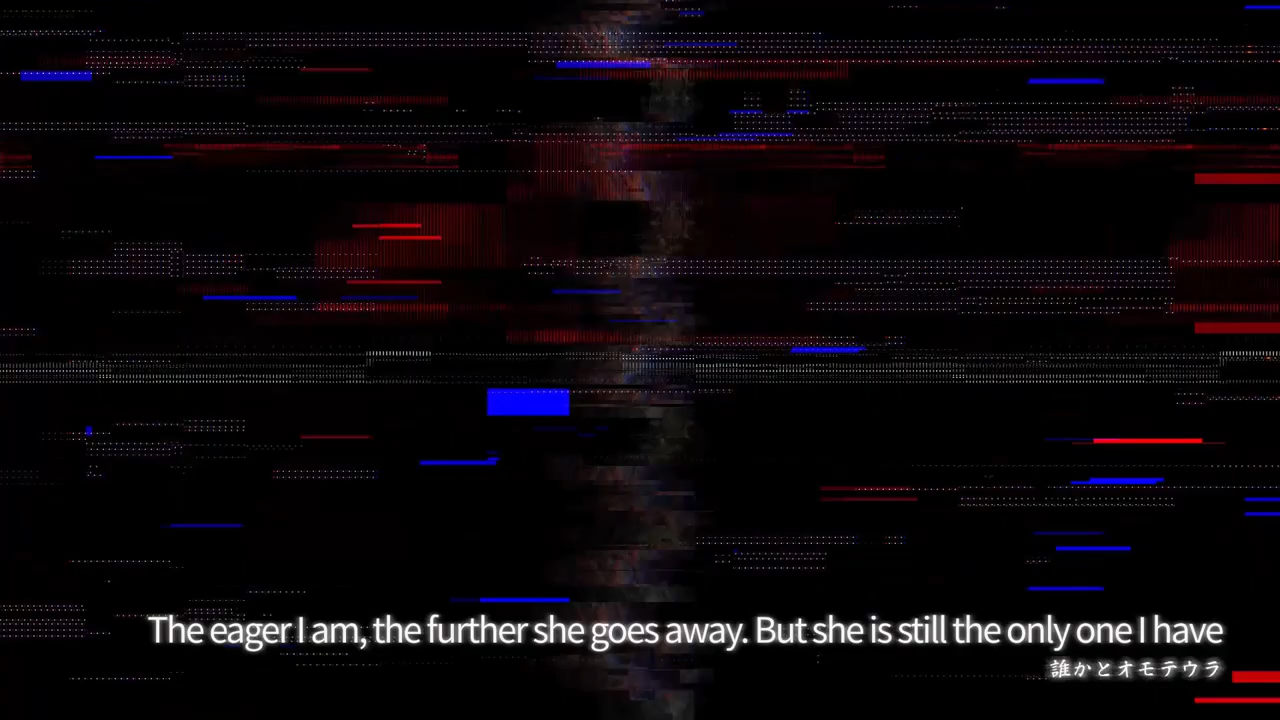 The eager I am, the further she goes away. But she is still the only one I have
誰かとオモテウラ